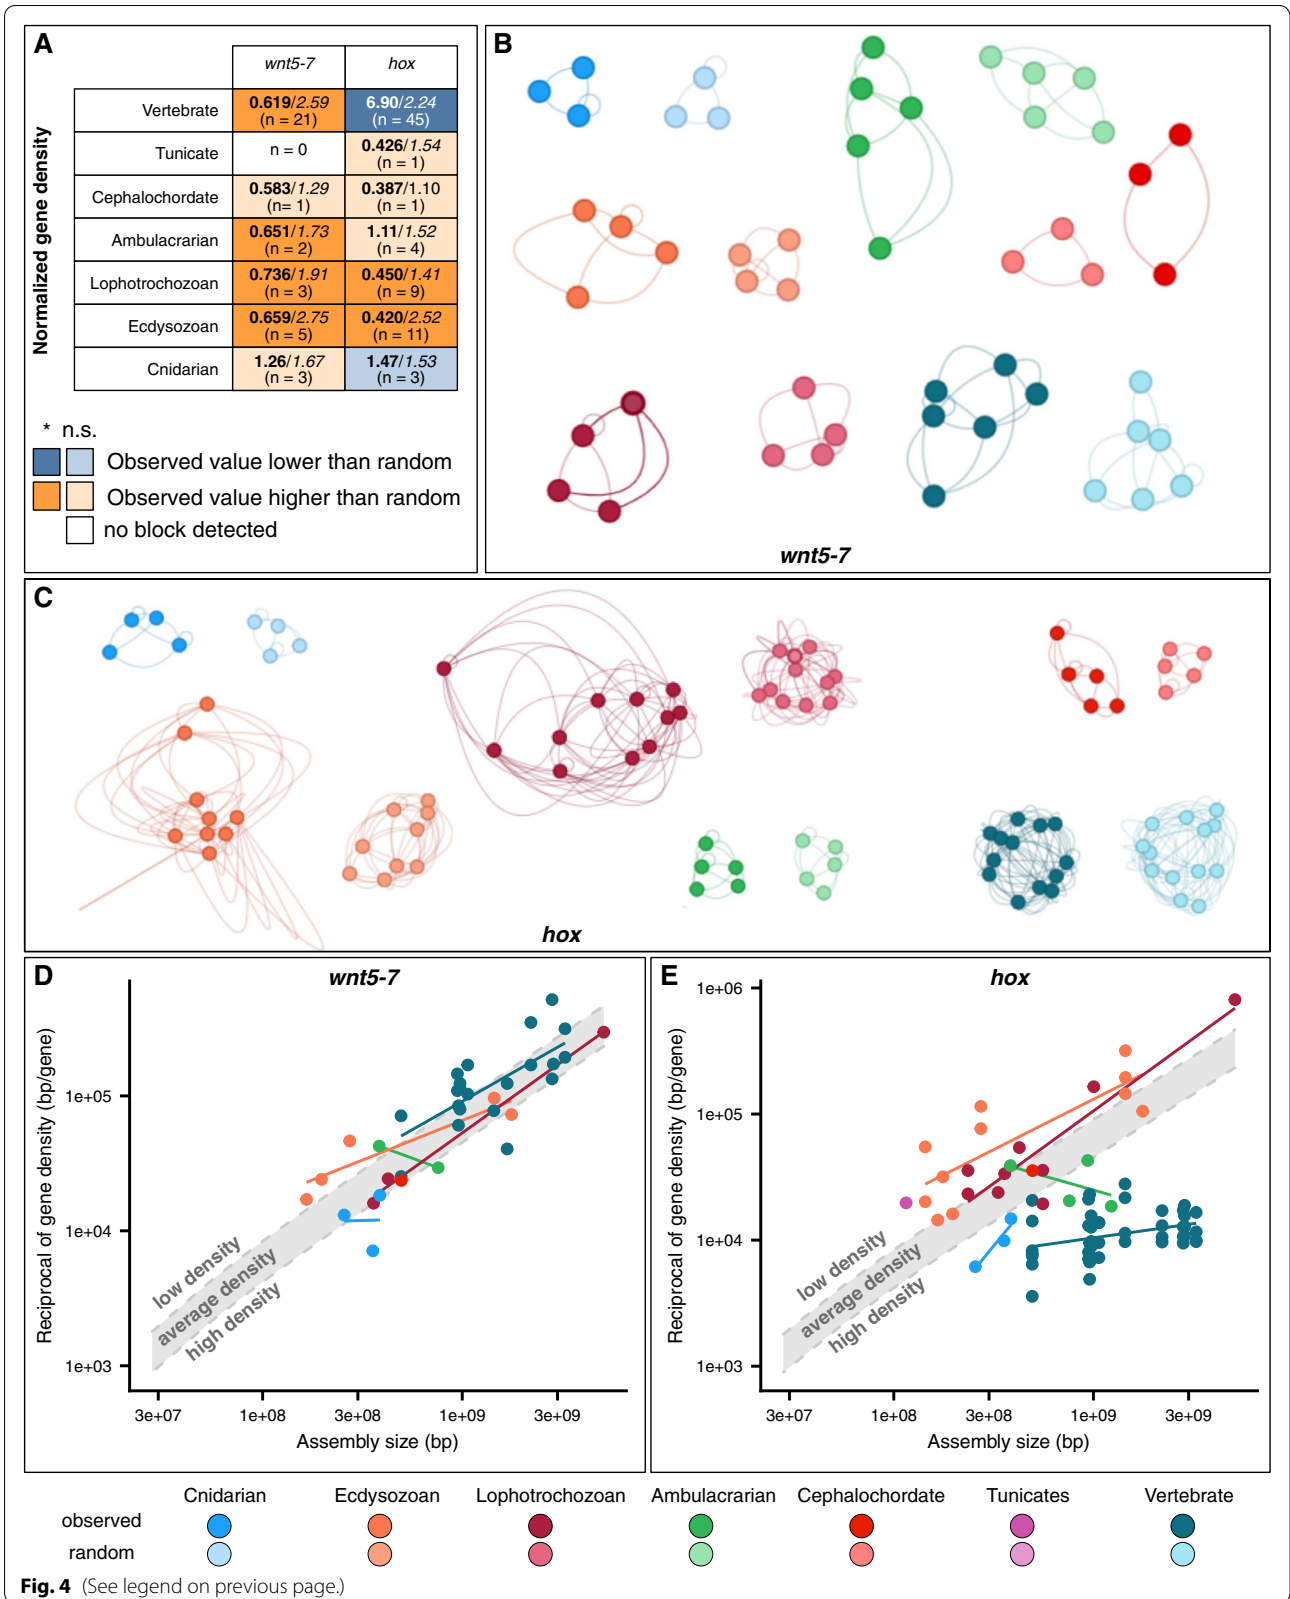 A
wnt5-7 hox
Normalized gene density
Vertebrate 0.619/2.59 (n = 21) 6.90/2.24 (n = 45)
Tunicate n = 0 0.426/1.54 (n = 1)
Cephalochordate 0.583/1.29 (n= 1) 0.387/1.10 (n = 1)
Ambulacrarian 0.651/1.73 (n = 2) 1.11/1.52 (n = 4)
Lophotrochozoan 0.736/1.91 (n = 3) 0.450/1.41 (n = 9)
Ecdysozoan 0.659/2.75 (n = 5) 0.420/2.52 (n = 11)
Cnidarian 1.26/1.67 (n = 3) 1.47/1.53 (n = 3)
* n.s.
Observed value lower than random
Observed value higher than random
no block detected
B
wnt5-7
C
hox
D
wnt5-7
Reciprocal of gene density (bp/gene)
1e+05
1e+04
1e+03
low density
average density
high density
3e+07 1e+08 3e+08 1e+09 3e+09
Assembly size (bp)
E
hox
Reciprocal of gene density (bp/gene)
1e+06
1e+05
1e+04
1e+03
low density
average density
high density
3e+07 1e+08 3e+08 1e+09 3e+09
Assembly size (bp)
Cnidarian Ecdysozoan Lophotrochozoan Ambulacrarian Cephalochordate Tunicates Vertebrate
observed
random
Fig. 4 (See legend on previous page.)